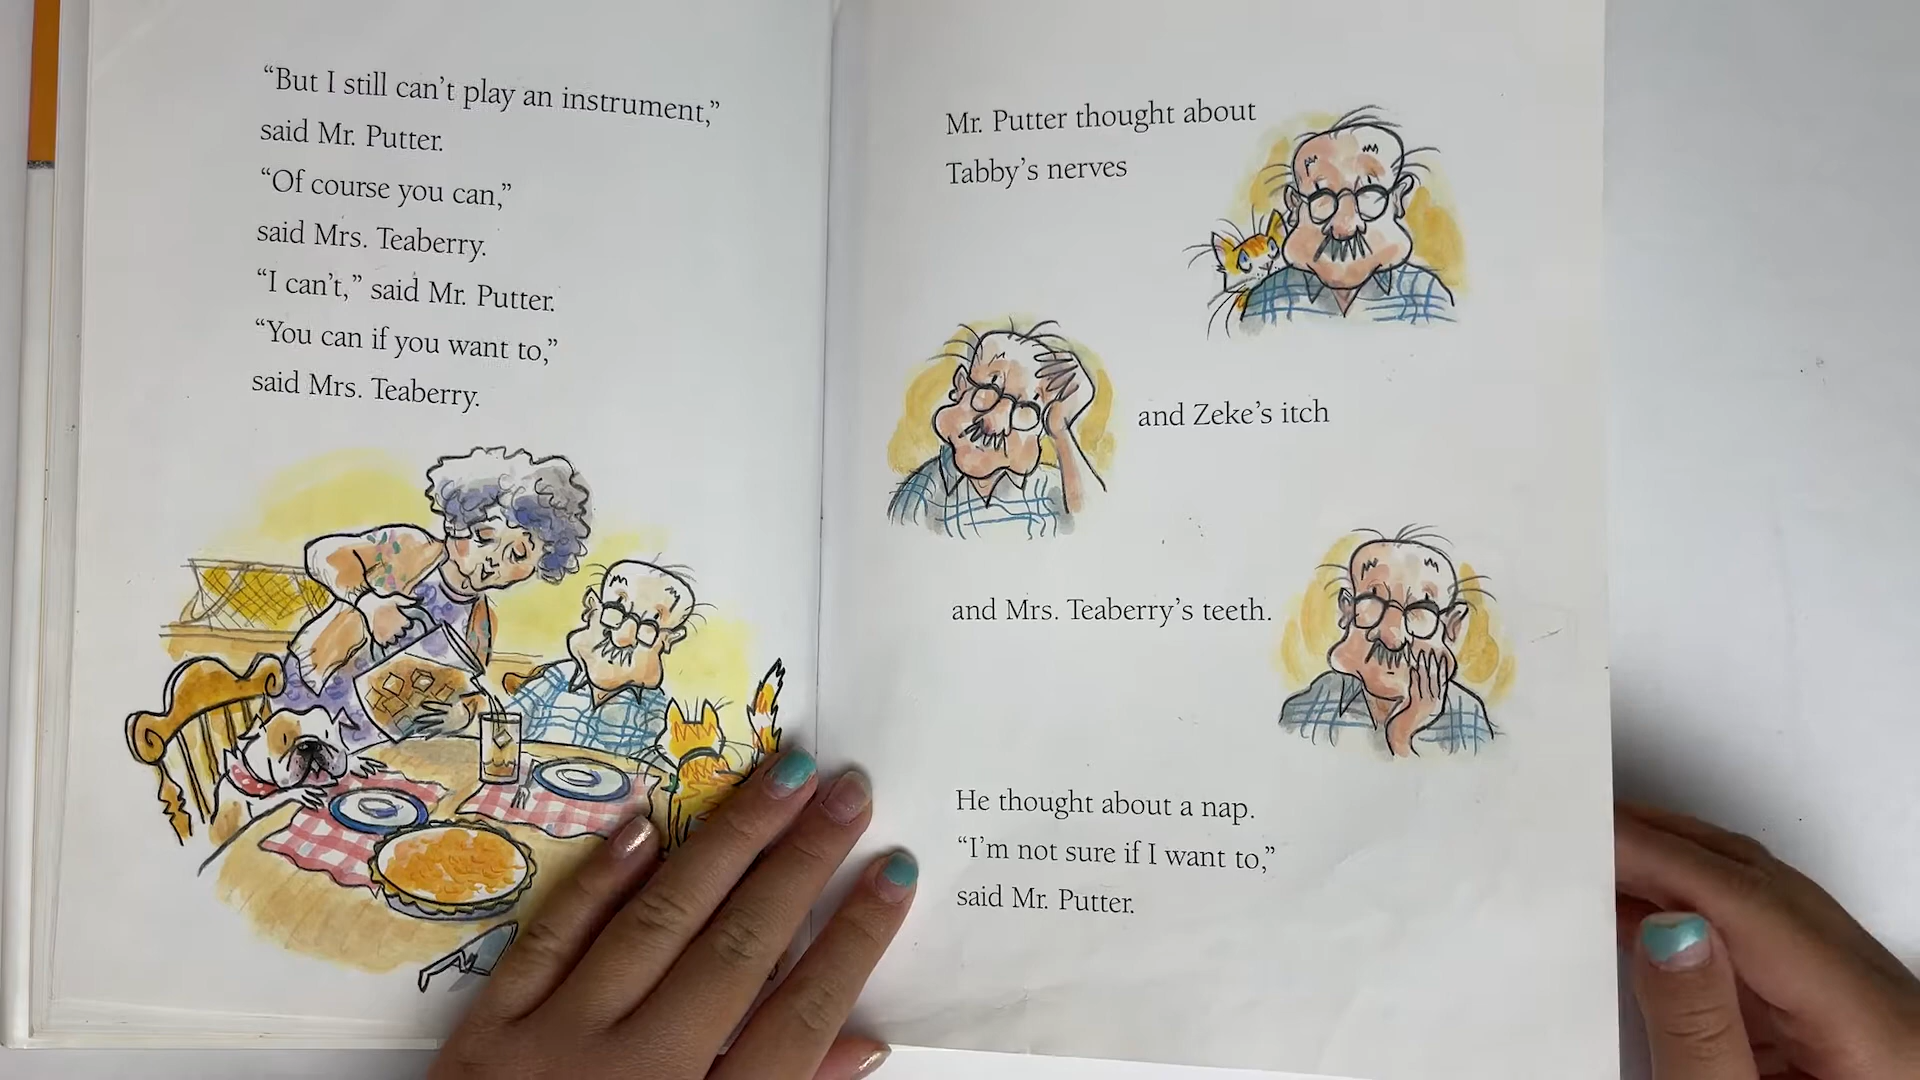 “But I still can’t play an instrument,”
said Mr. Putter.
“Of course you can,”
said Mrs. Teaberry.
“I can’t,” said Mr. Putter.
“You can if you want to,”
said Mrs. Teaberry.
Mr. Putter thought about
Tabby’s nerves
and Zeke’s itch
and Mrs. Teaberry’s teeth.
He thought about a nap.
“I’m not sure if I want to,”
said Mr. Putter.